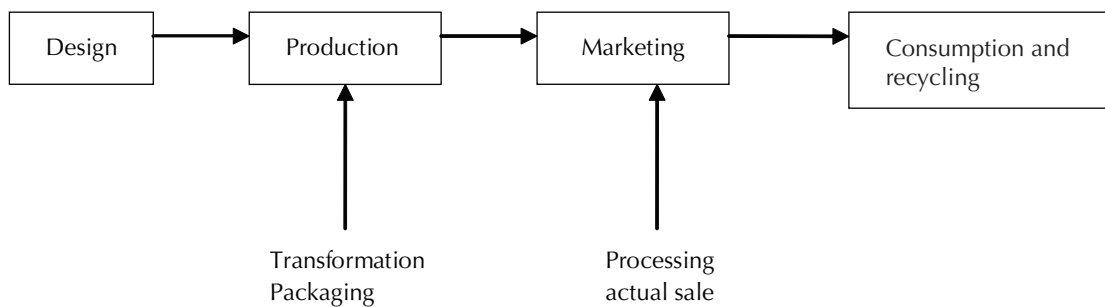 Design
Production
Marketing
Consumption and
recycling
Transformation
Packaging
Processing
actual sale